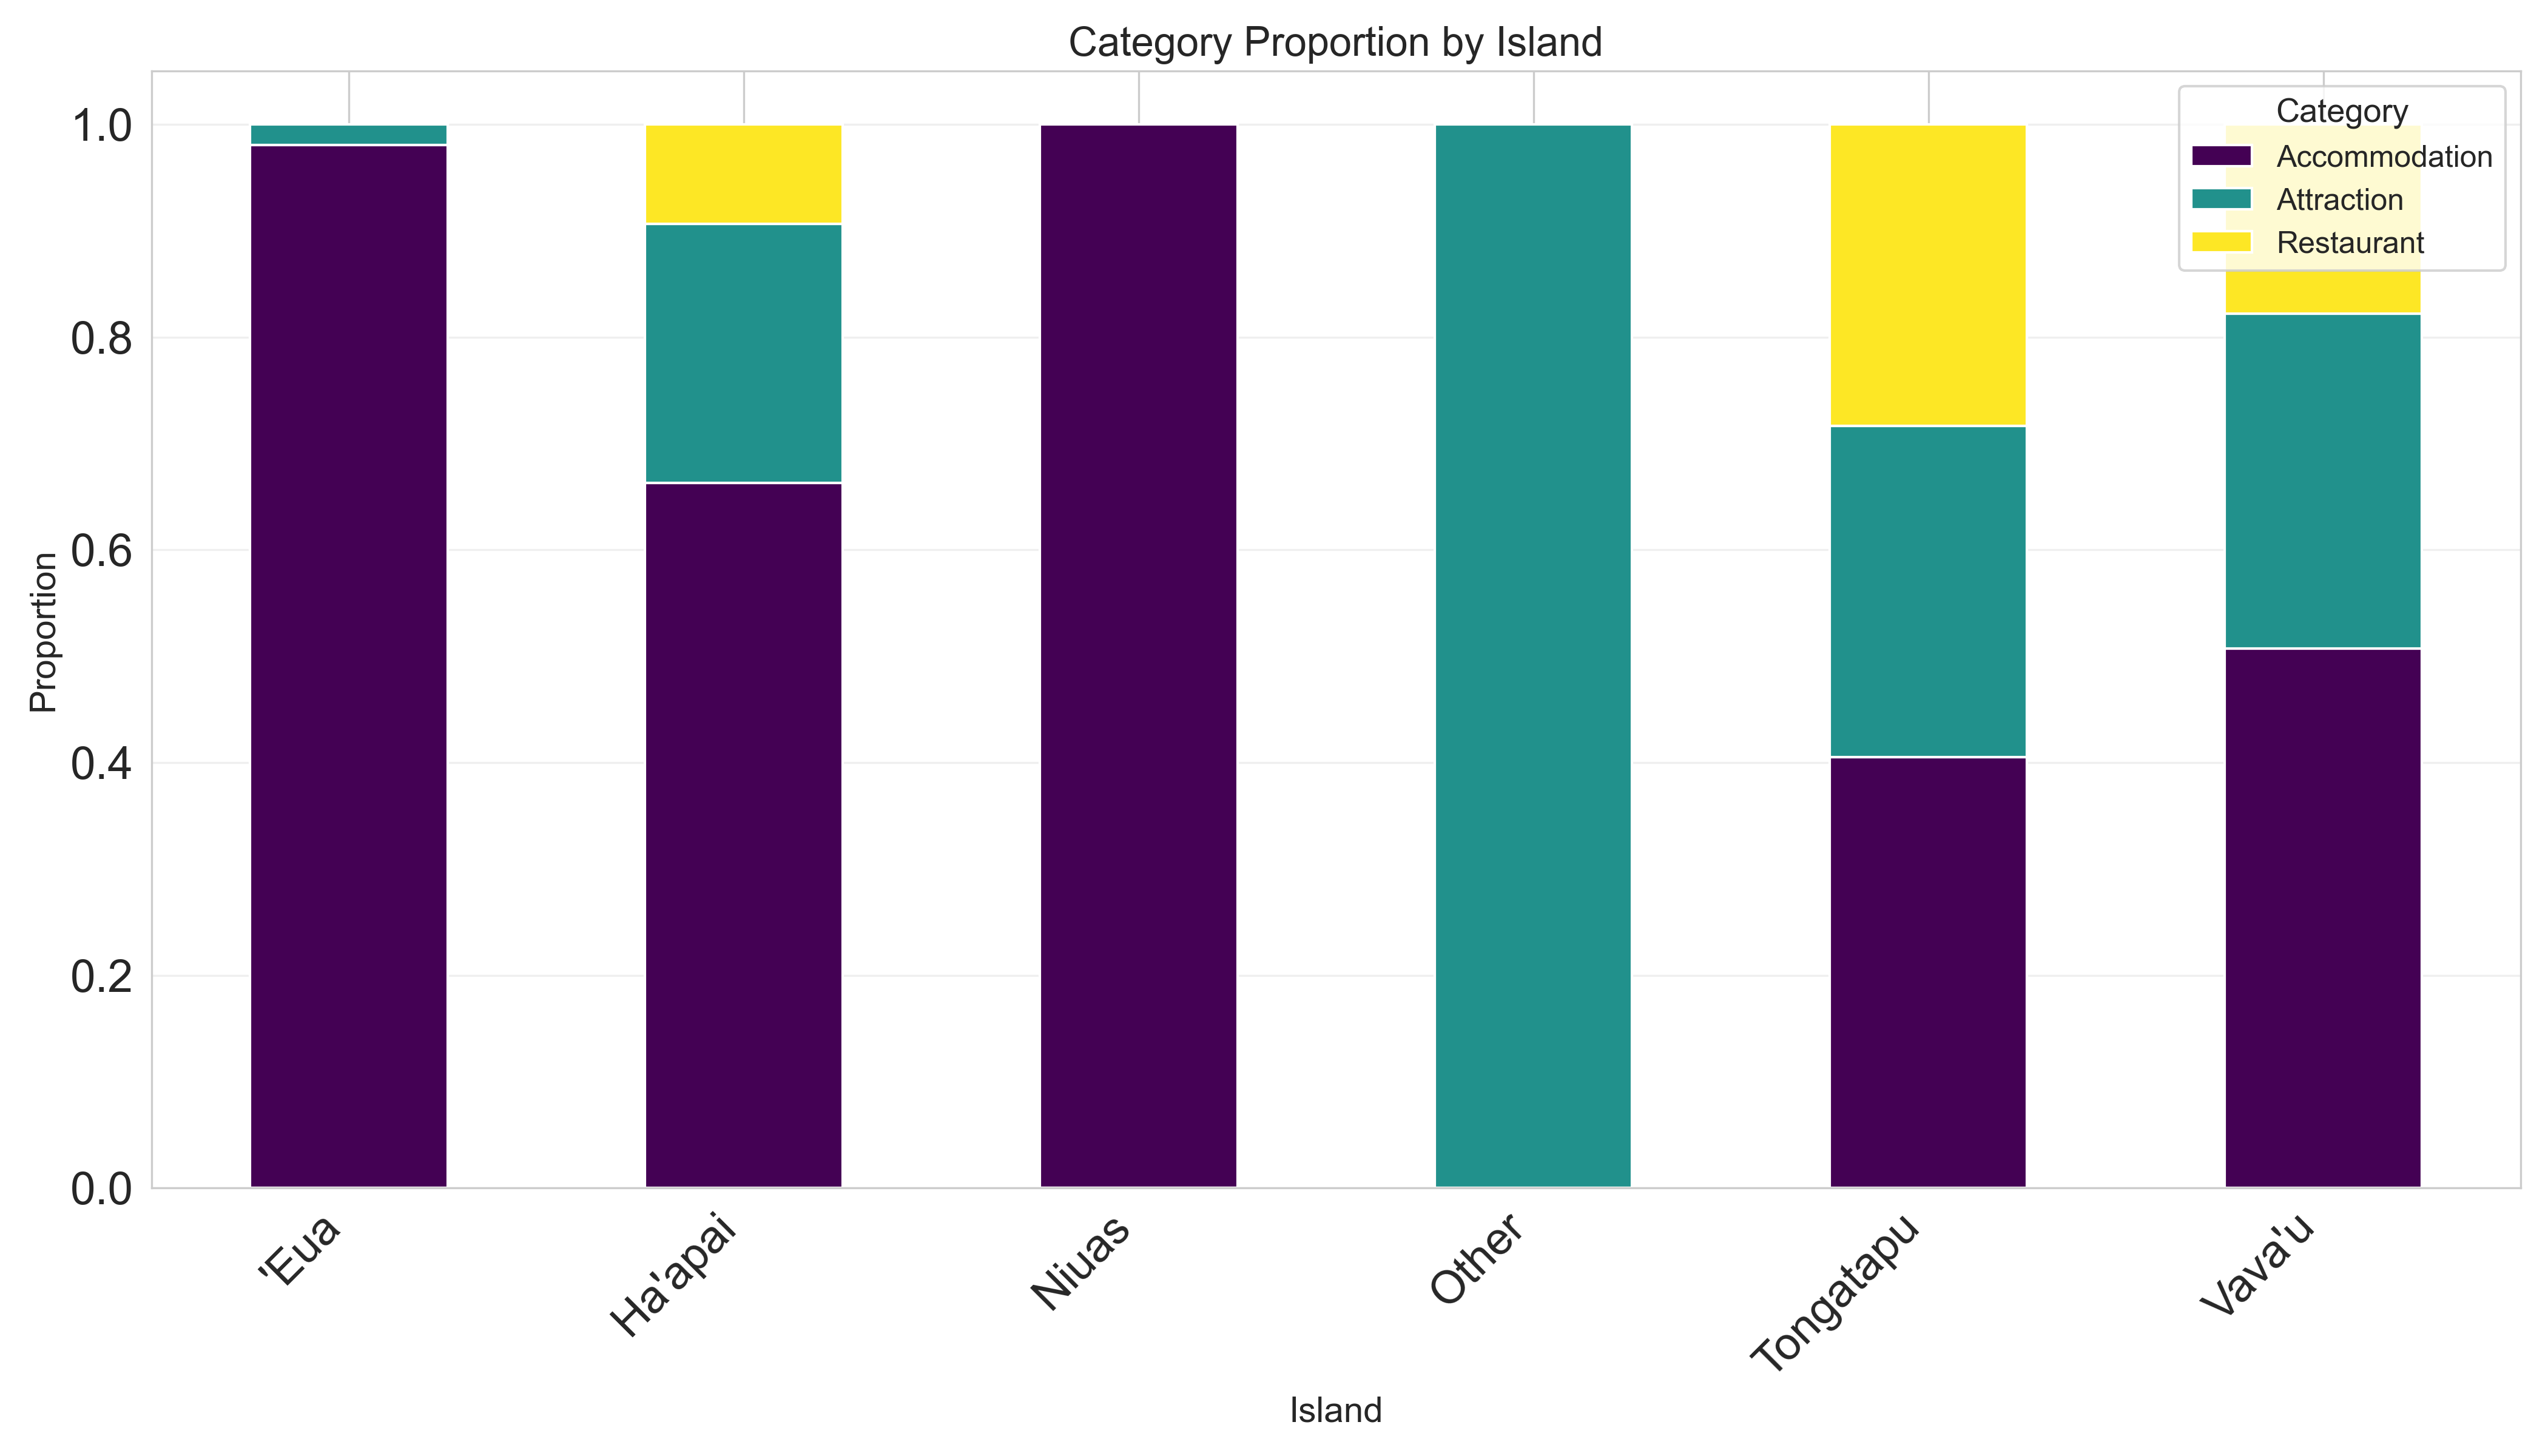 Category Proportion by Island
Category
Accommodation
Attraction
Restaurant
Proportion
1.0
0.8
0.6
0.4
0.2
0.0
'Eua
Ha'apai
Niuas
Other
Tongatapu
Vava'u
Island